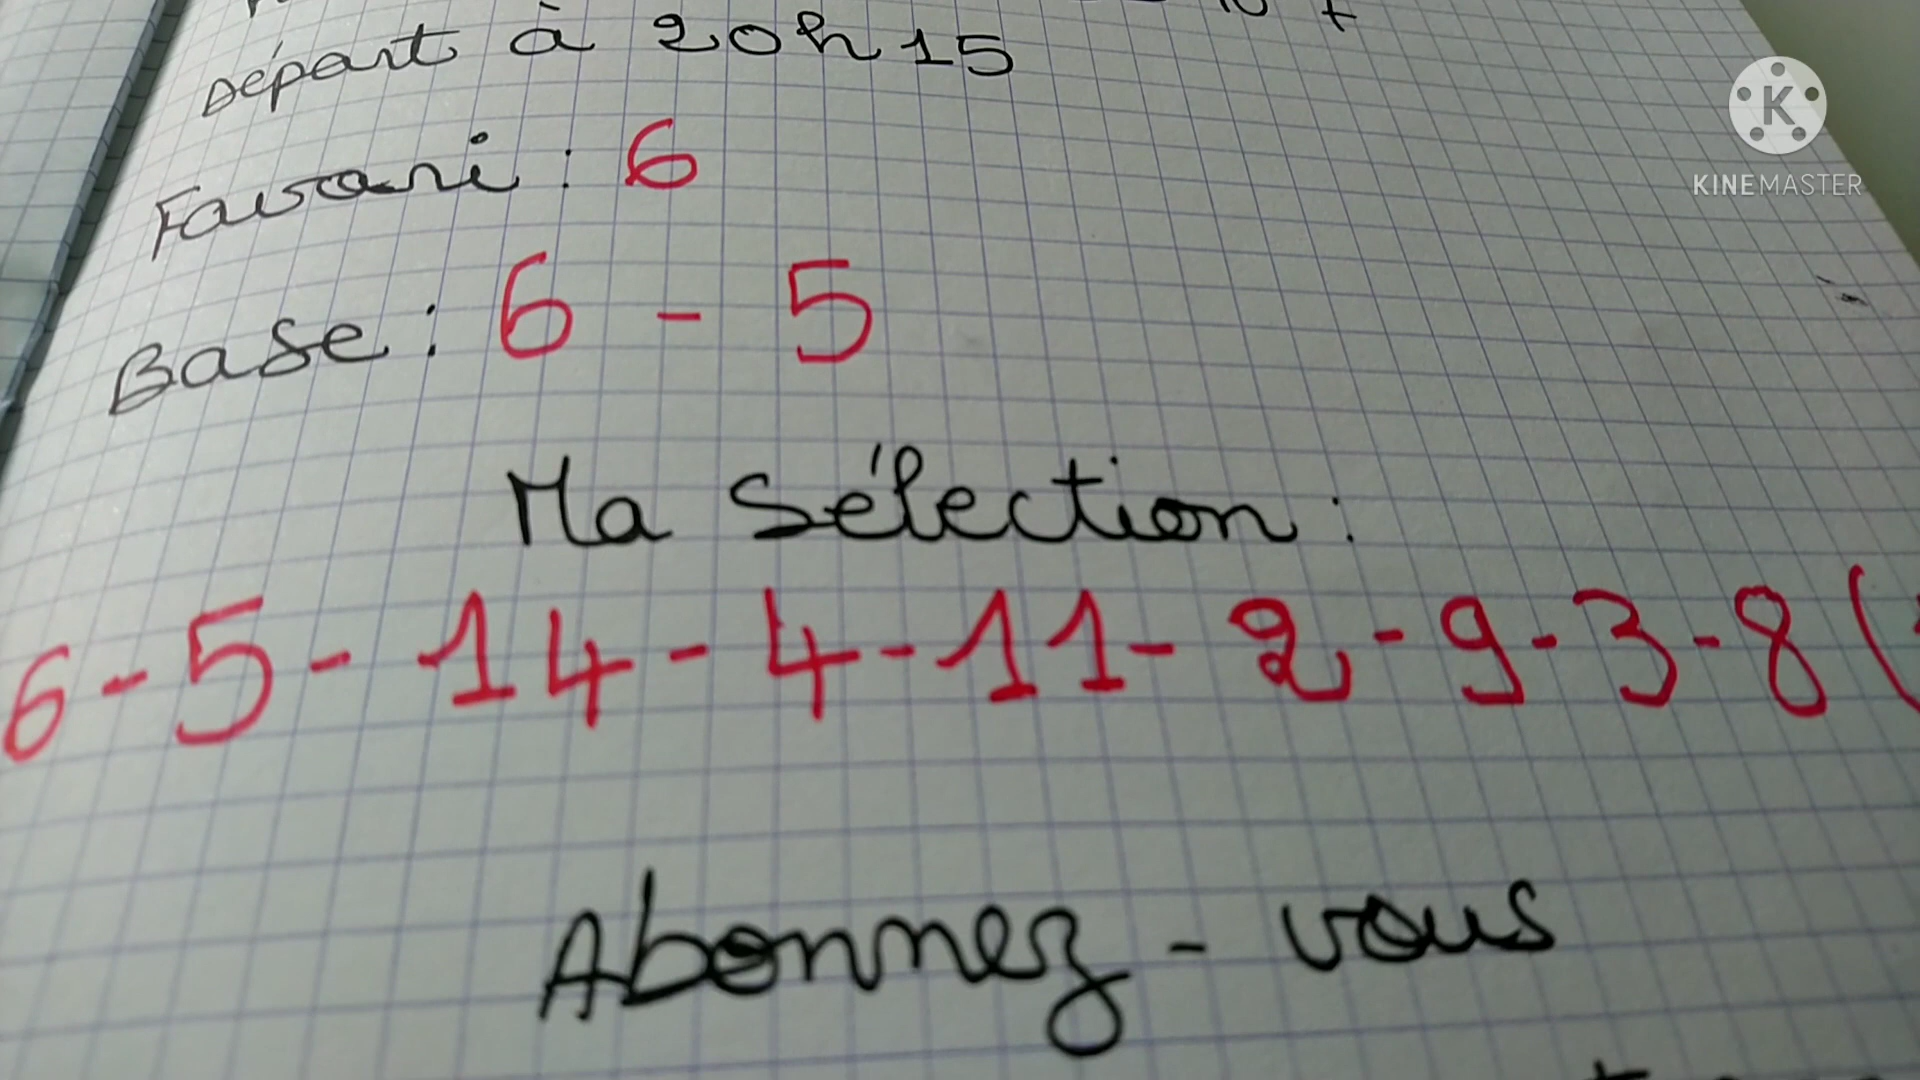 Départ à 20h15
Favori : 6
Base : 6 - 5
Ma Sélection :
6 - 5 - 14 - 4 - 11 - 2 - 9 - 3 - 8 (
Abonnez - vous
KINEMASTER